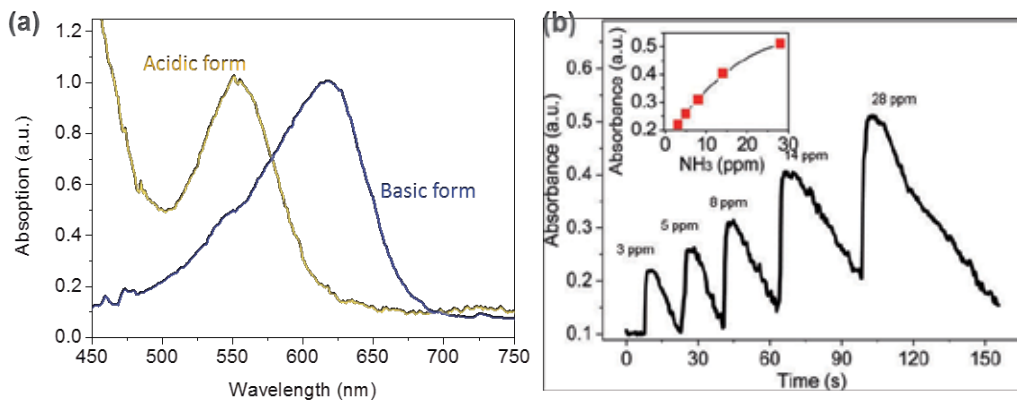 (a)
1.2
1.0
0.8
0.6
0.4
0.2
0.0
Absoption (a.u.)
Acidic form
Basic form
450 500 550 600 650 700 750
Wavelength (nm)
(b)
0.6
0.5
0.4
0.3
0.2
0.1
Absorbance (a.u.)
0.5
0.4
0.3
0.2
Absorbance (a.u.)
0 10 20 30
NH3 (ppm)
3 ppm
5 ppm
8 ppm
14 ppm
28 ppm
0 30 60 90 120 150
Time (s)